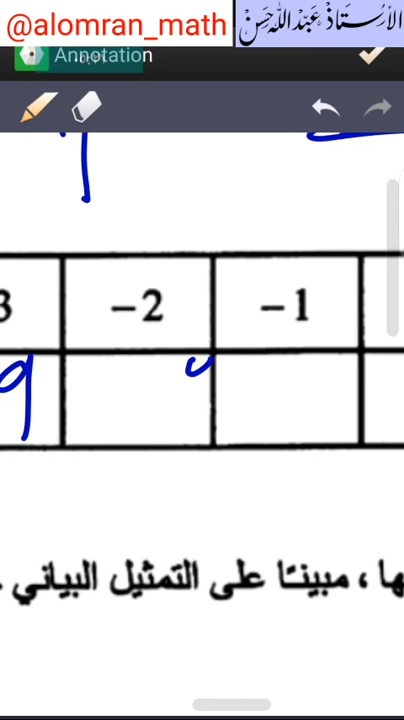 @alomran_math الأستاذ عبدالله حسن
Annotation
3 -2 -1
9
ها ، مبينًا على التمثيل البياني